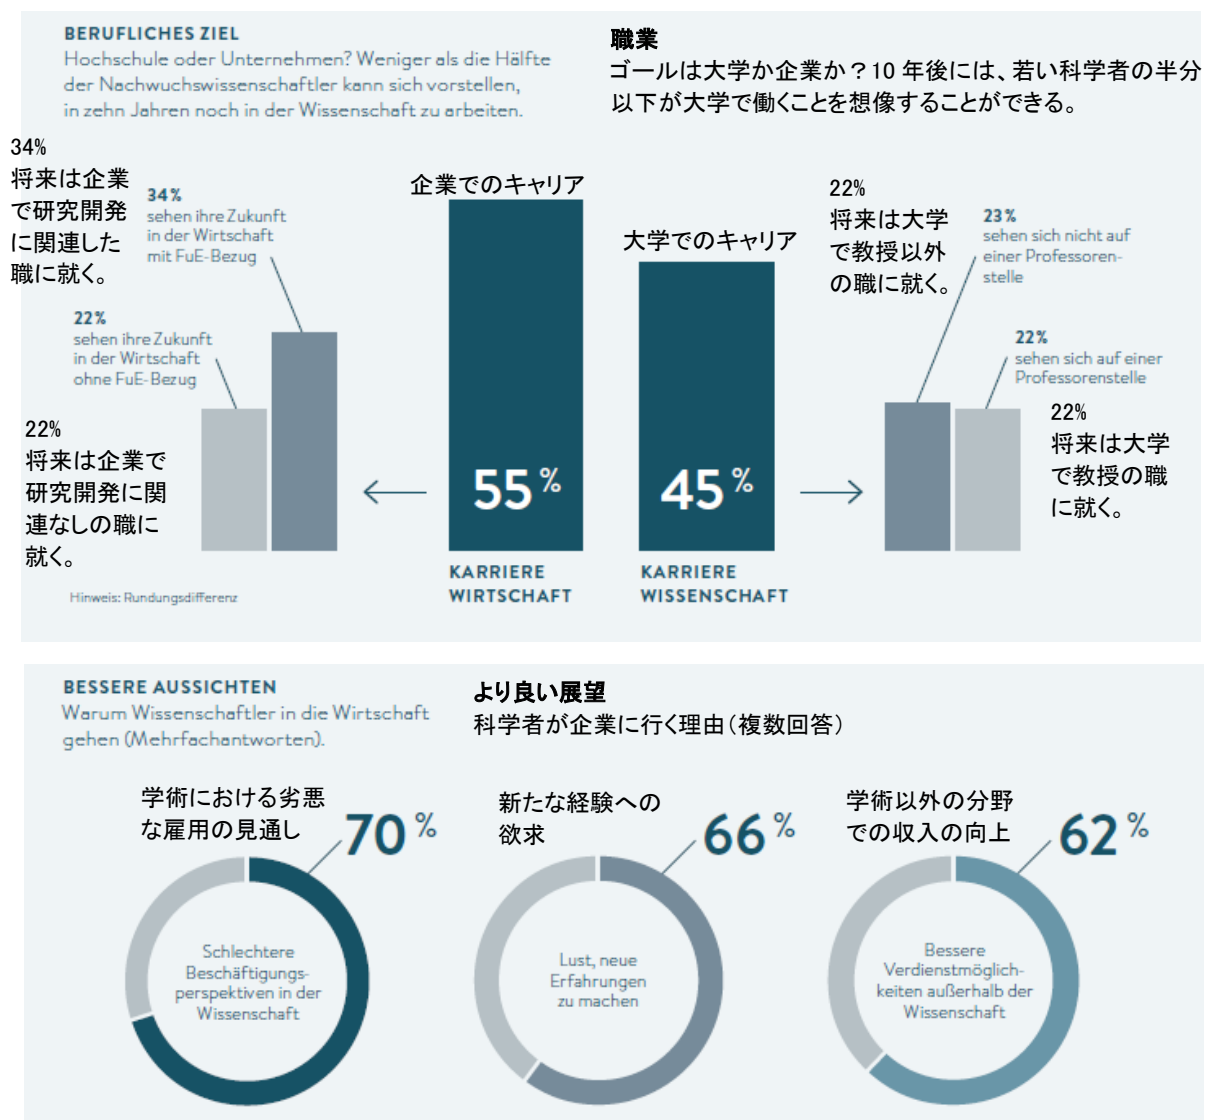 BERUFLICHES ZIEL
Hochschule oder Unternehmen? Weniger als die Hälfte
der Nachwuchswissenschaftler kann sich vorstellen,
in zehn Jahren noch in der Wissenschaft zu arbeiten.
職業
ゴールは大学か企業か？10 年後には、若い科学者の半分
以下が大学で働くことを想像することができる。
34%
将来は企業
で研究開発
に関連した
職に就く。
34%
sehen ihre Zukunft
in der Wirtschaft
mit FuE-Bezug
22%
sehen ihre Zukunft
in der Wirtschaft
ohne FuE-Bezug
22%
将来は企業で
研究開発に関
連なしの職に
就く。
企業でのキャリア
55%
KARRIERE
WIRTSCHAFT
大学でのキャリア
45%
KARRIERE
WISSENSCHAFT
22%
将来は大学
で教授以外
の職に就く。
23%
sehen sich nicht auf
einer Professoren-
stelle
22%
sehen sich auf einer
Professorenstelle
22%
将来は大学
で教授の職
に就く。
Hinweis: Rundungsdifferenz
BESSERE AUSSICHTEN
Warum Wissenschaftler in die Wirtschaft
gehen (Mehrfachantworten).
より良い展望
科学者が企業に行く理由（複数回答）
学術における劣悪
な雇用の見通し
70%
Schlechtere
Beschäftigungs-
perspektiven in der
Wissenschaft
新たな経験への
欲求
66%
Lust, neue
Erfahrungen
zu machen
学術以外の分野
での収入の向上
62%
Bessere
Verdienstmöglich-
keiten außerhalb der
Wissenschaft